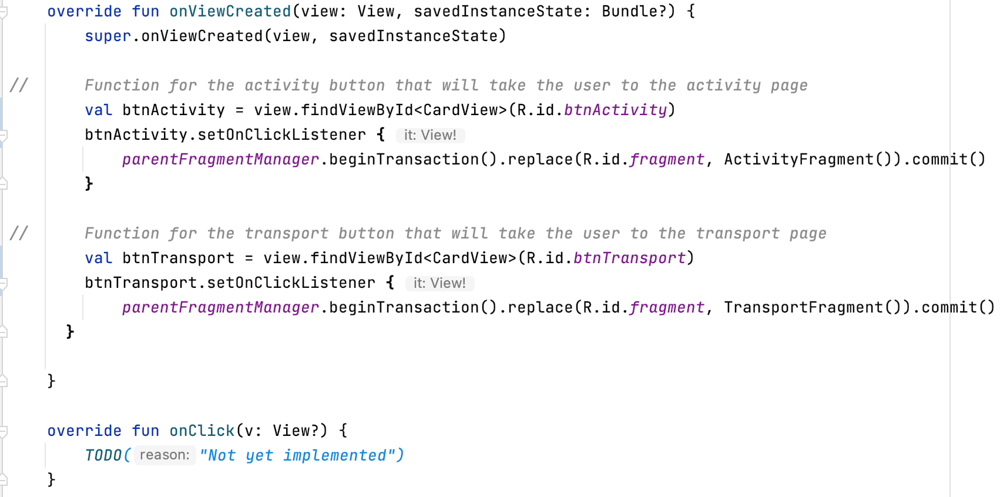 override fun onViewCreated(view: View, savedInstanceState: Bundle?) {
super.onViewCreated(view, savedInstanceState)
// Function for the activity button that will take the user to the activity page
val btnActivity = view.findViewById<CardView>(R.id.btnActivity)
btnActivity.setOnClickListener { it: View!
parentFragmentManager.beginTransaction().replace(R.id.fragment, ActivityFragment()).commit()
}
// Function for the transport button that will take the user to the transport page
val btnTransport = view.findViewById<CardView>(R.id.btnTransport)
btnTransport.setOnClickListener { it: View!
parentFragmentManager.beginTransaction().replace(R.id.fragment, TransportFragment()).commit()
}
}
override fun onClick(v: View?) {
TODO( reason: "Not yet implemented")
}